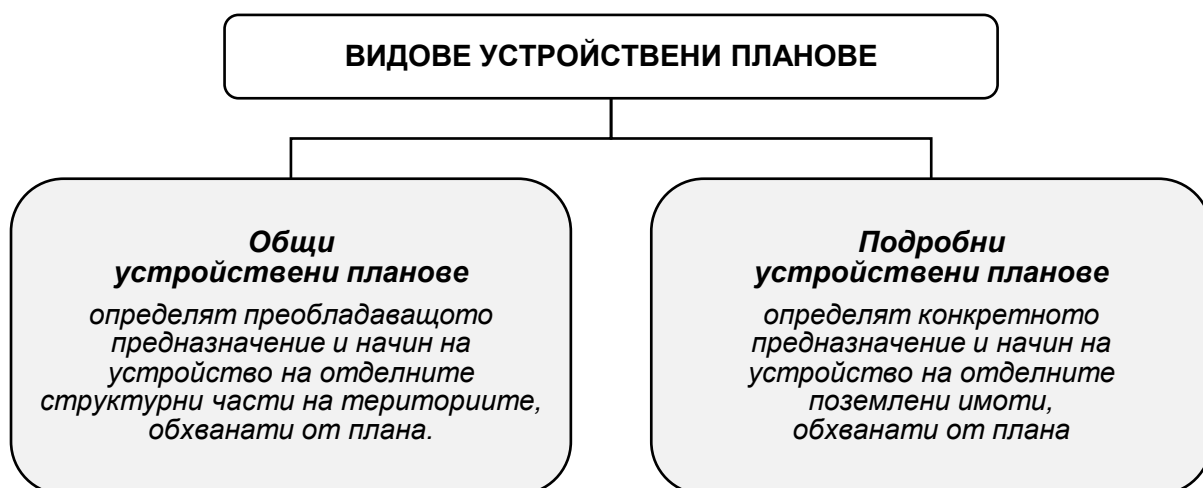 ВИДОВЕ УСТРОЙСТВЕНИ ПЛАНОВЕ
Общи
устройствени планове
определят преобладаващото
предназначение и начин на
устройство на отделните
структурни части на териториите,
обхванати от плана.
Подробни
устройствени планове
определят конкретното
предназначение и начин на
устройство на отделните
поземлени имоти,
обхванати от плана